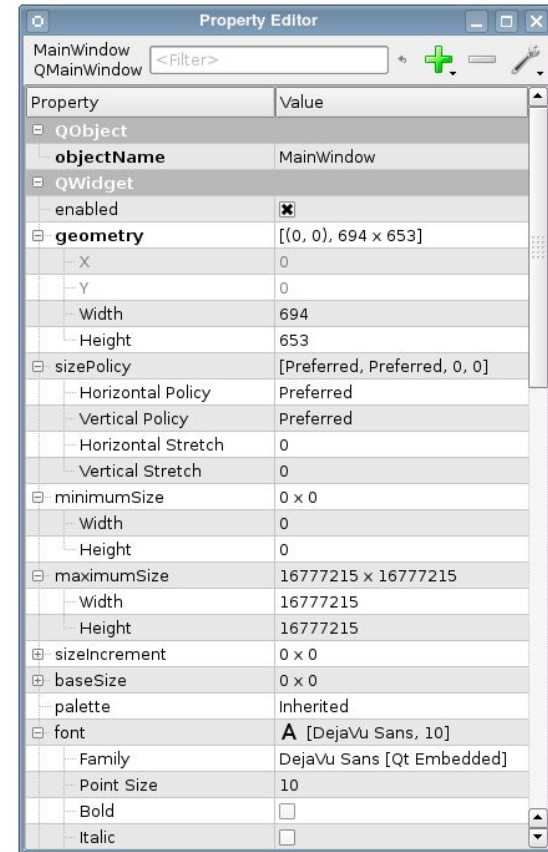 Property Editor
MainWindow
QMainWindow
<Filter>
Property Value
QObject
objectName MainWindow
QWidget
enabled
geometry [(0, 0), 694 x 653]
X 0
Y 0
Width 694
Height 653
sizePolicy [Preferred, Preferred, 0, 0]
Horizontal Policy Preferred
Vertical Policy Preferred
Horizontal Stretch 0
Vertical Stretch 0
minimumSize 0 x 0
Width 0
Height 0
maximumSize 16777215 x 16777215
Width 16777215
Height 16777215
sizeIncrement 0 x 0
baseSize 0 x 0
palette Inherited
font A [DejaVu Sans, 10]
Family DejaVu Sans [Qt Embedded]
Point Size 10
Bold
Italic